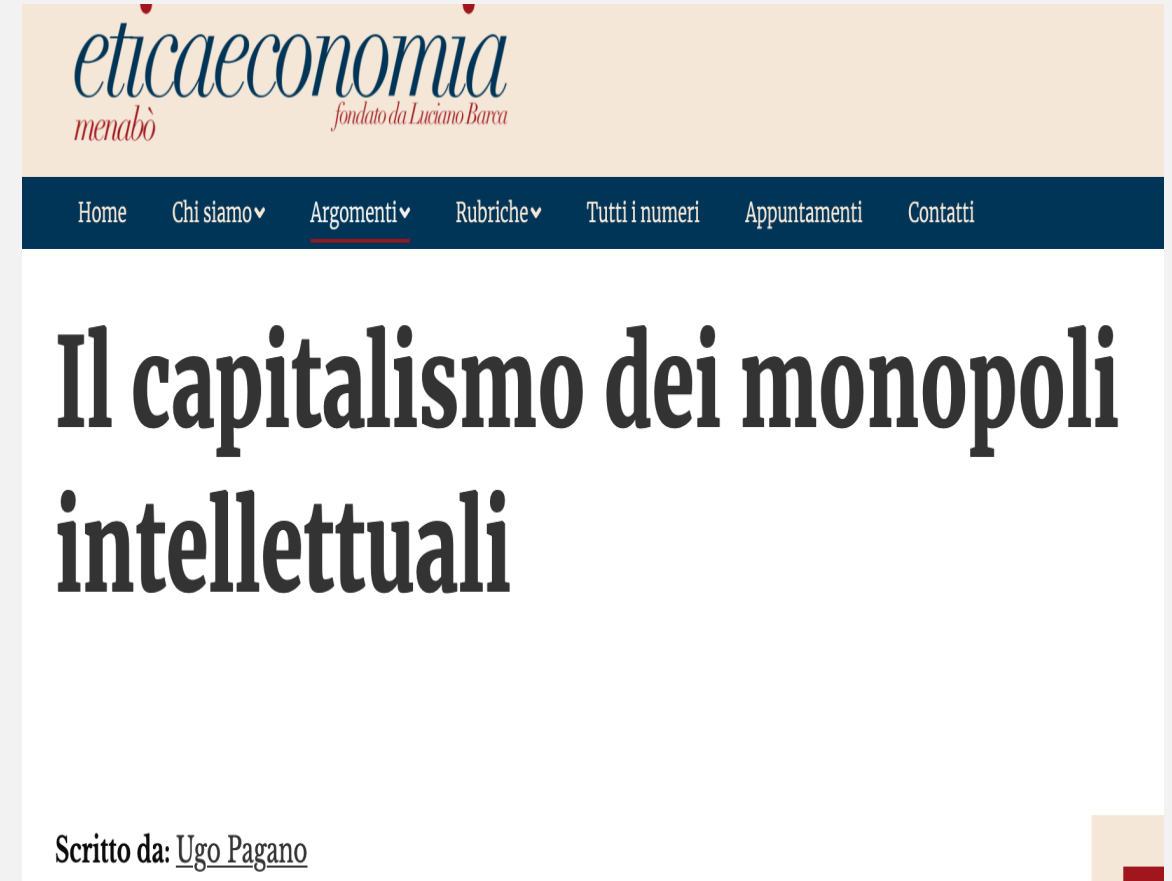 eticaeconomia
menabò fondato da Luciano Barca
Home Chi siamo Argomenti Rubriche Tutti i numeri Appuntamenti Contatti
Il capitalismo dei monopoli
intellettuali
Scritto da: Ugo Pagano